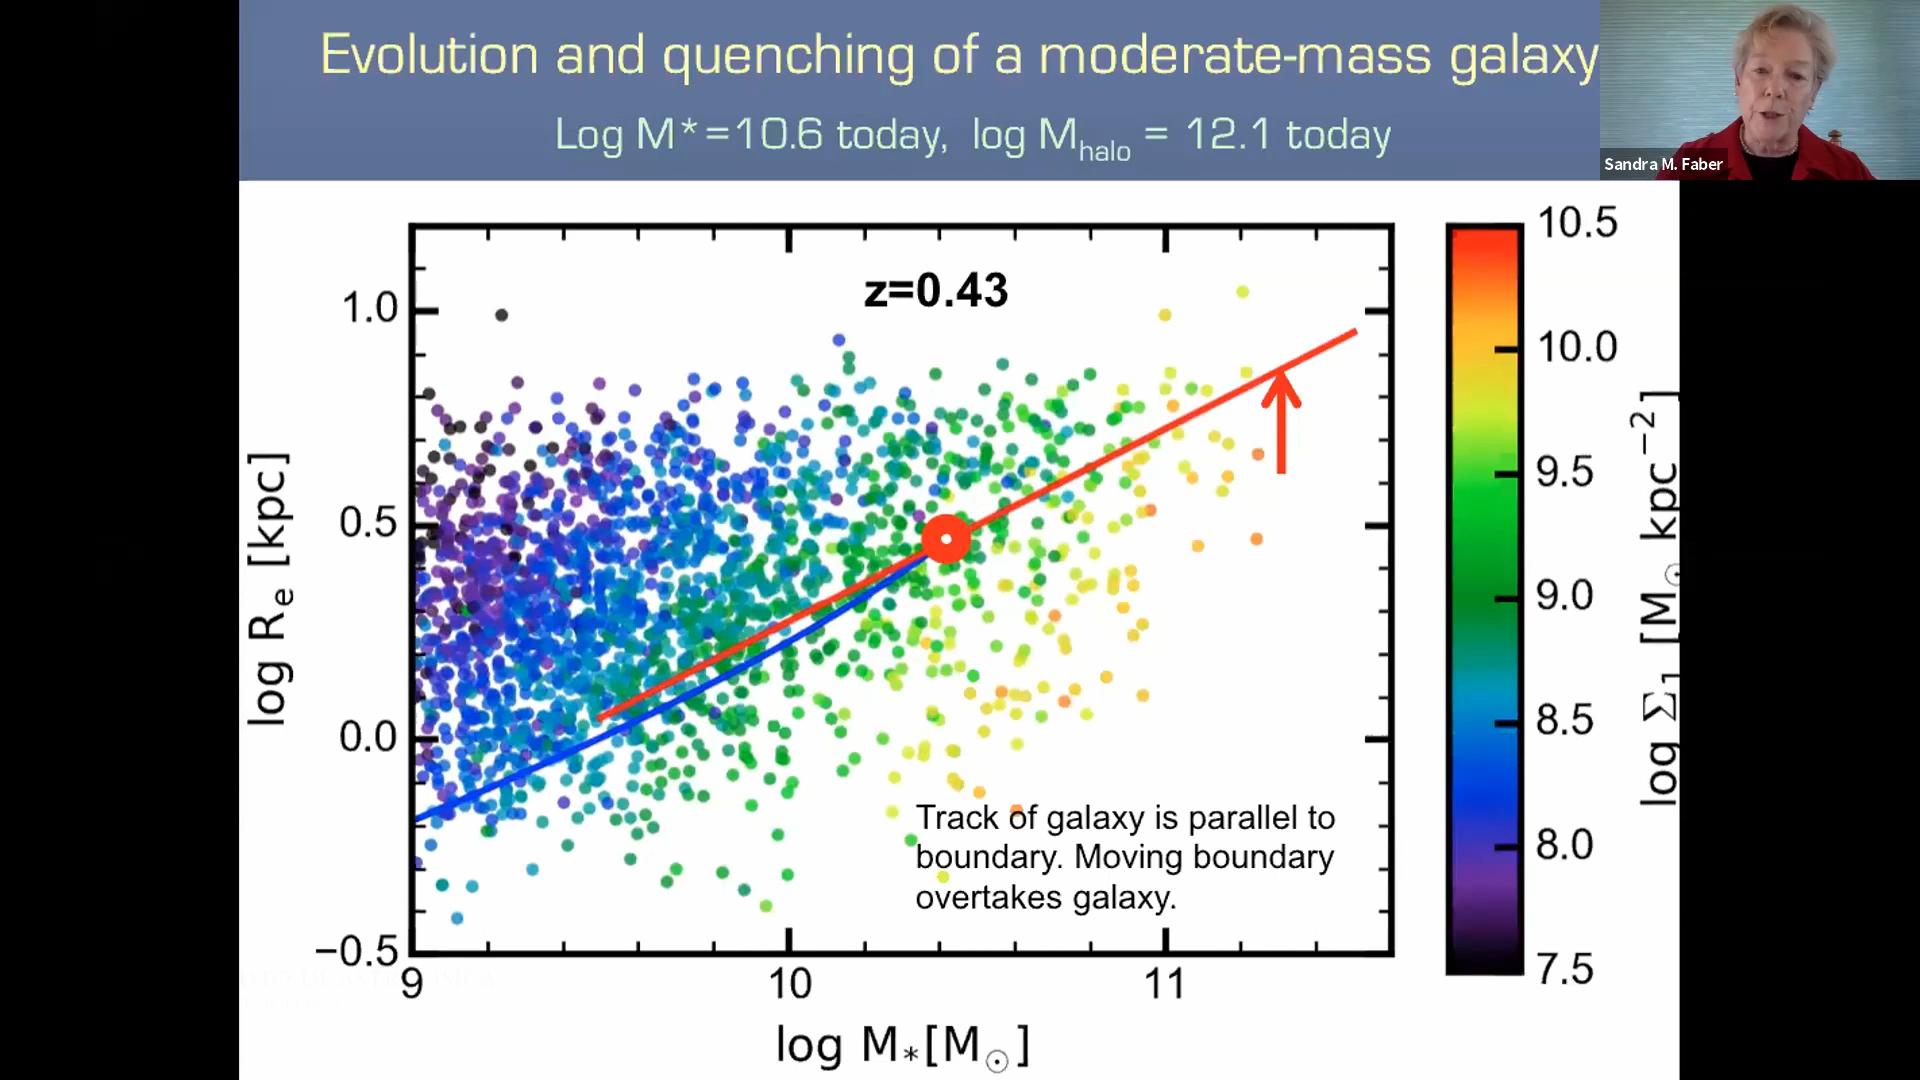 Evolution and quenching of a moderate-mass galaxy
Log M*=10.6 today, log Mhalo = 12.1 today
Sandra M. Faber
z=0.43
1.0
0.5
0.0
−0.5
log Re [kpc]
9
10
11
log M*[M⊙]
Track of galaxy is parallel to
boundary. Moving boundary
overtakes galaxy.
10.5
10.0
9.5
9.0
8.5
8.0
7.5
log Σ1 [M⊙ kpc−2]